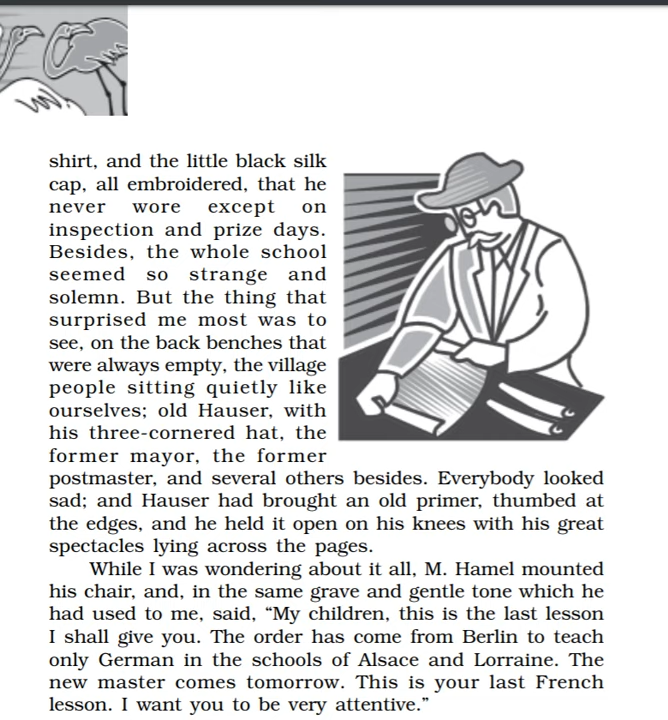 shirt, and the little black silk
cap, all embroidered, that he
never wore except on
inspection and prize days.
Besides, the whole school
seemed so strange and
solemn. But the thing that
surprised me most was to
see, on the back benches that
were always empty, the village
people sitting quietly like
ourselves; old Hauser, with
his three-cornered hat, the
former mayor, the former
postmaster, and several others besides. Everybody looked
sad; and Hauser had brought an old primer, thumbed at
the edges, and he held it open on his knees with his great
spectacles lying across the pages.
While I was wondering about it all, M. Hamel mounted
his chair, and, in the same grave and gentle tone which he
had used to me, said, “My children, this is the last lesson
I shall give you. The order has come from Berlin to teach
only German in the schools of Alsace and Lorraine. The
new master comes tomorrow. This is your last French
lesson. I want you to be very attentive.”